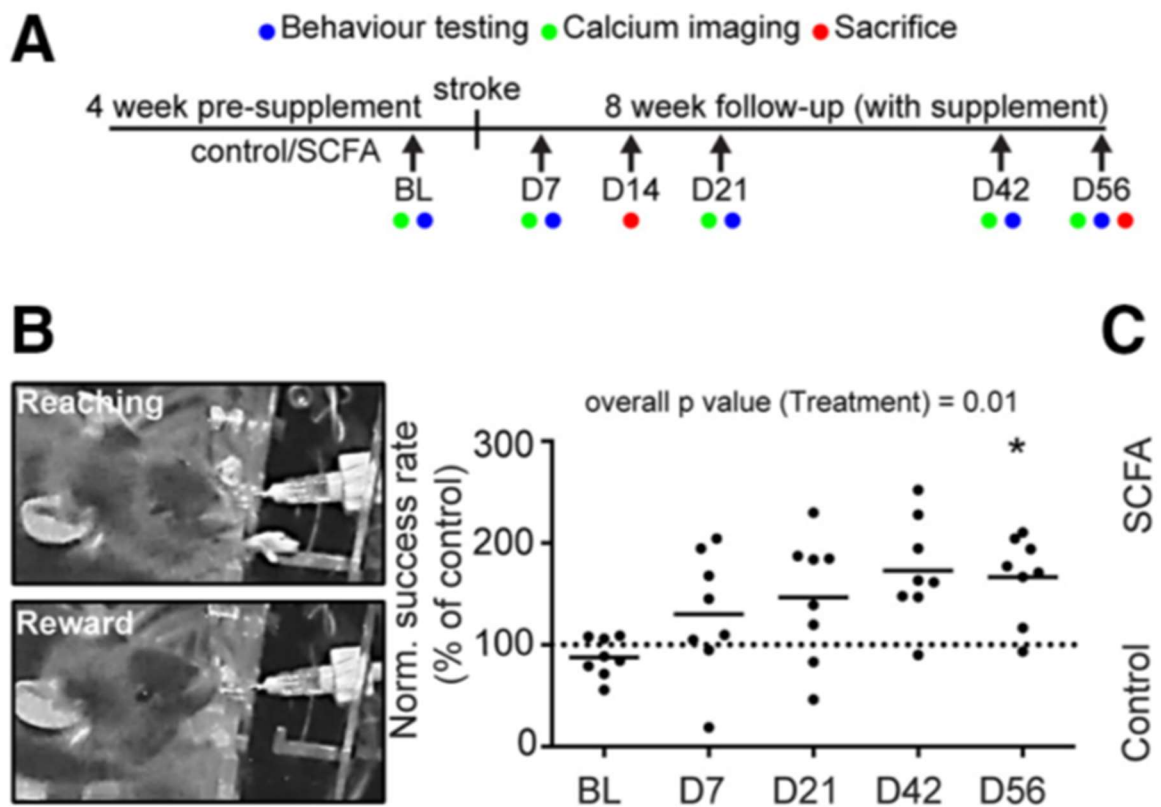 A
Behaviour testing Calcium imaging Sacrifice
4 week pre-supplement stroke 8 week follow-up (with supplement)
control/SCFA
BL D7 D14 D21 D42 D56
B
Reaching
Reward
C
overall p value (Treatment) = 0.01
Norm. success rate
(% of control)
300
200
100
0
*
BL D7 D21 D42 D56
SCFA
Control